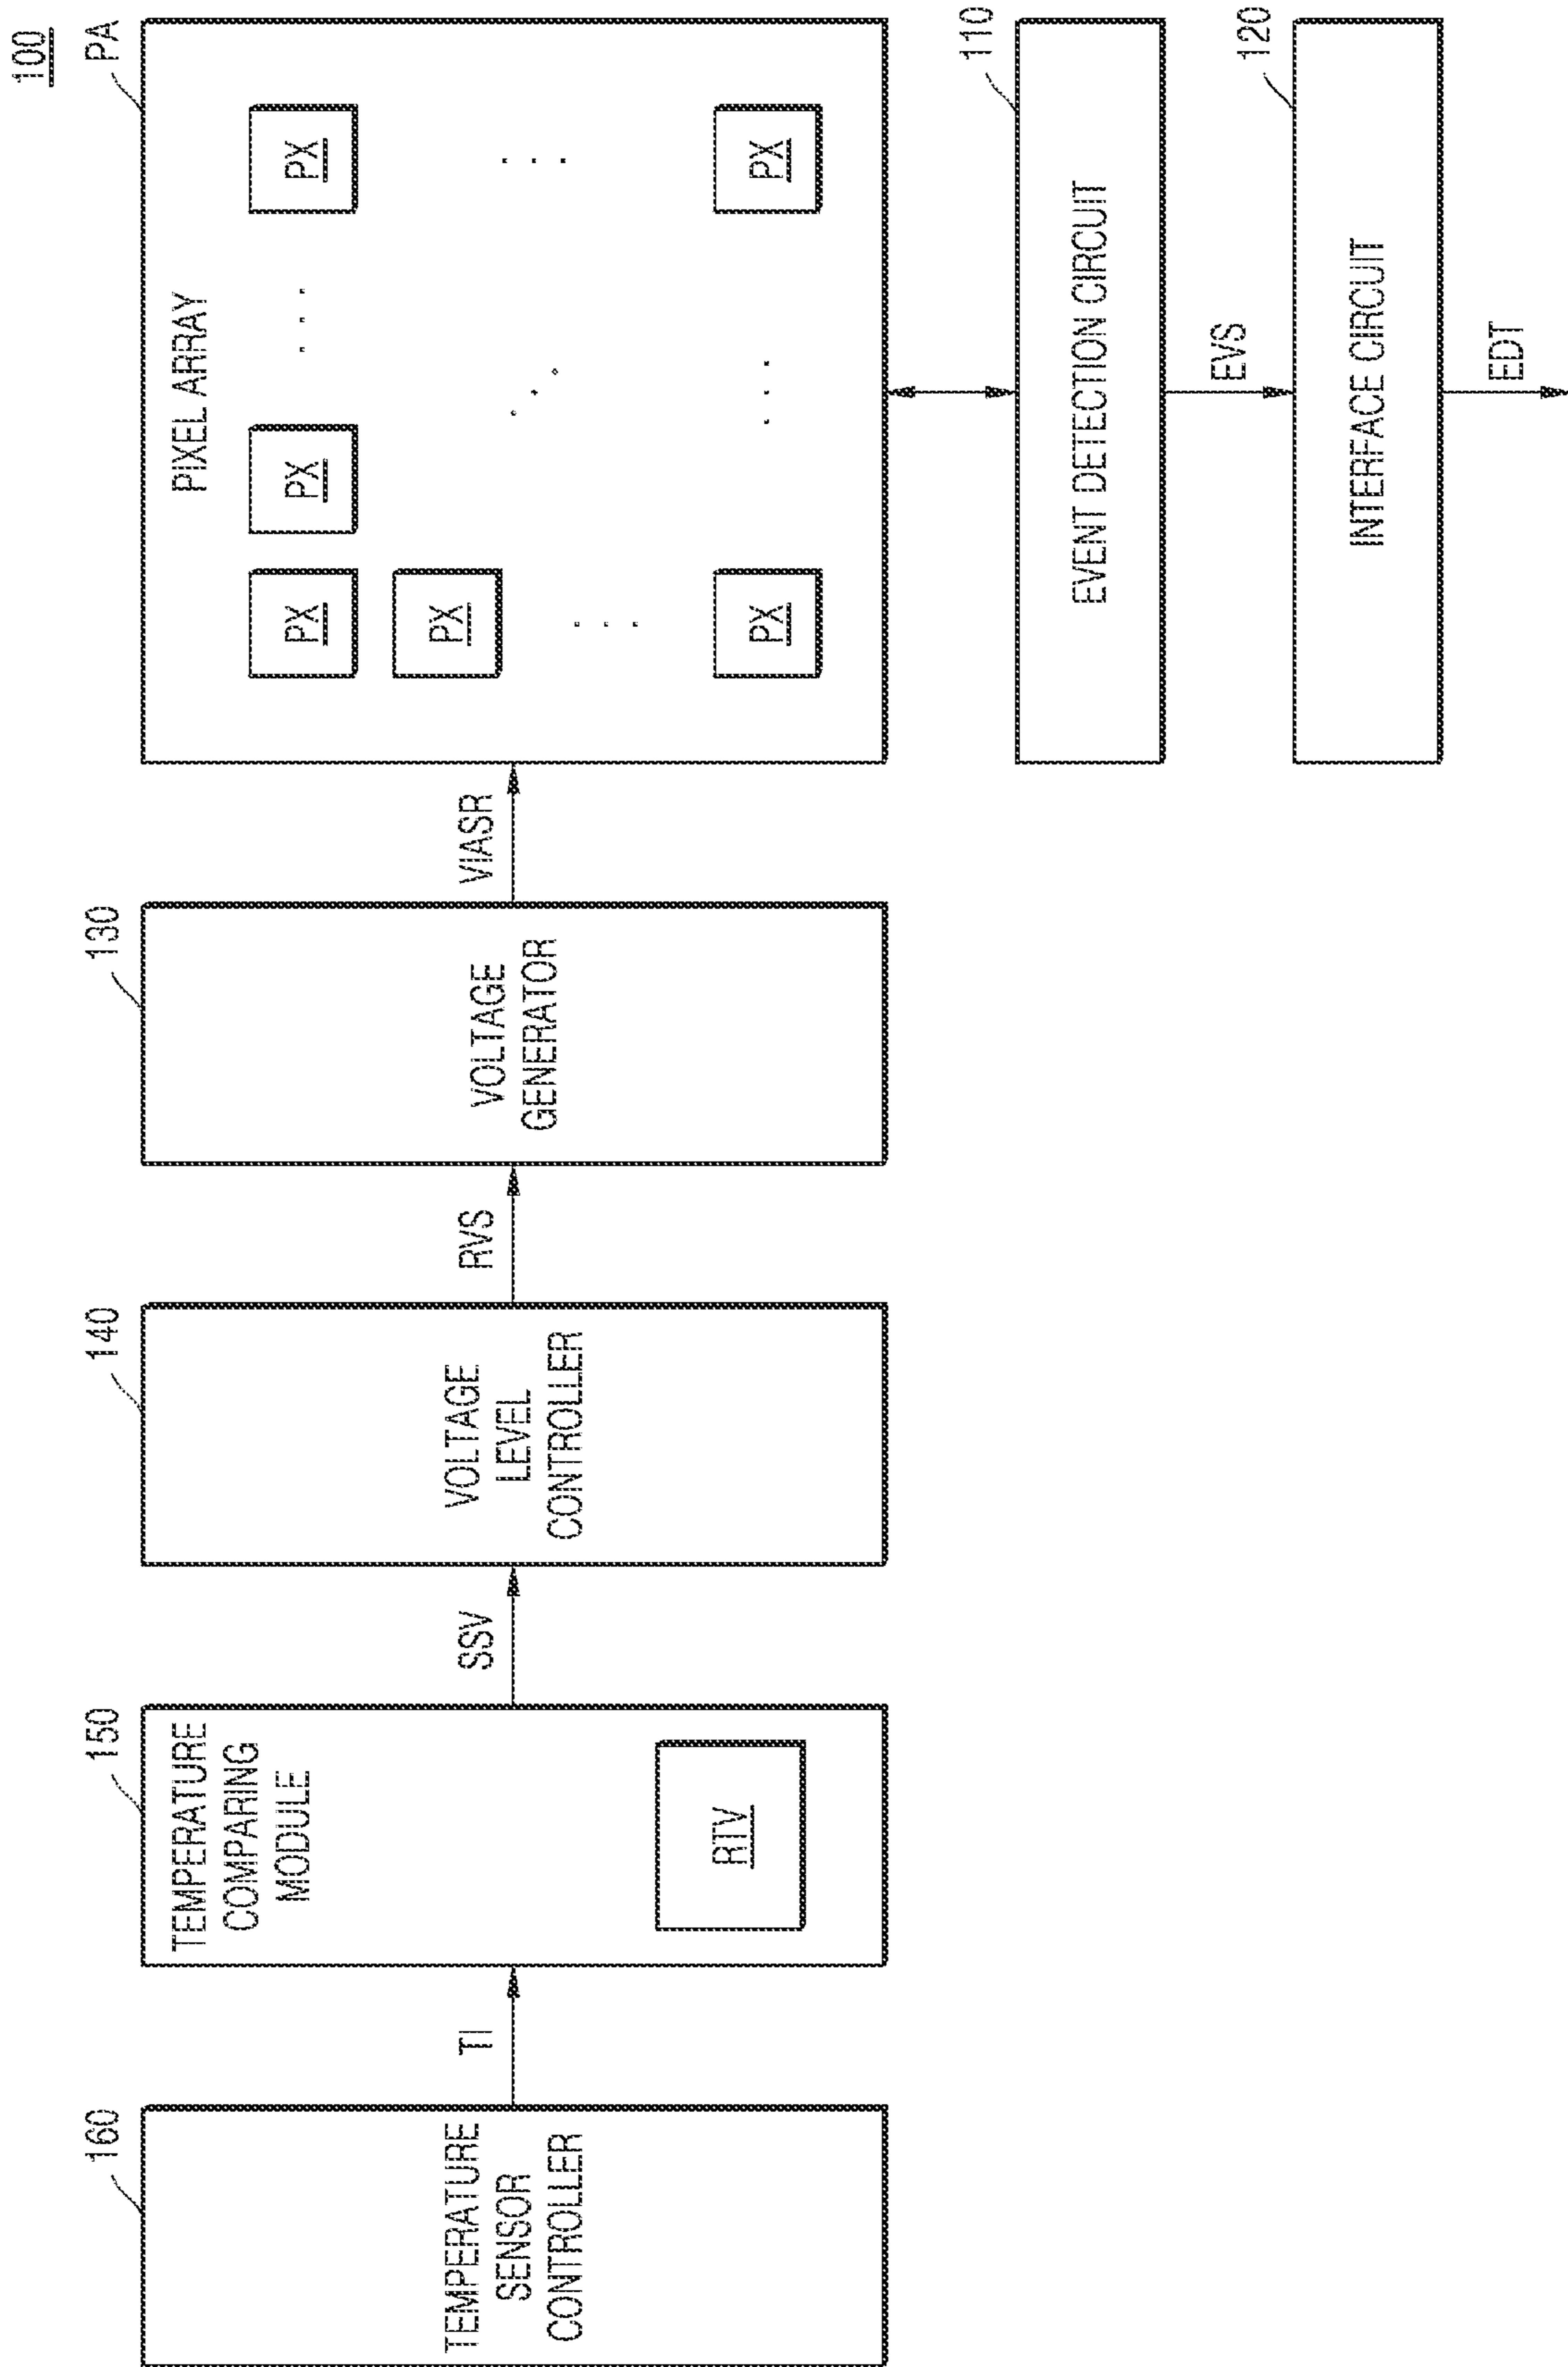 100
160
150
140
130
PA
TEMPERATURE
SENSOR
CONTROLLER
TI
TEMPERATURE
COMPARING
MODULE
RTV
SSV
VOLTAGE
LEVEL
CONTROLLER
RVS
VOLTAGE
GENERATOR
VIASR
PIXEL ARRAY
PX
PX
...
PX
PX
...
...
...
PX
...
PX
110
EVENT DETECTION CIRCUIT
EVS
120
INTERFACE CIRCUIT
EDT